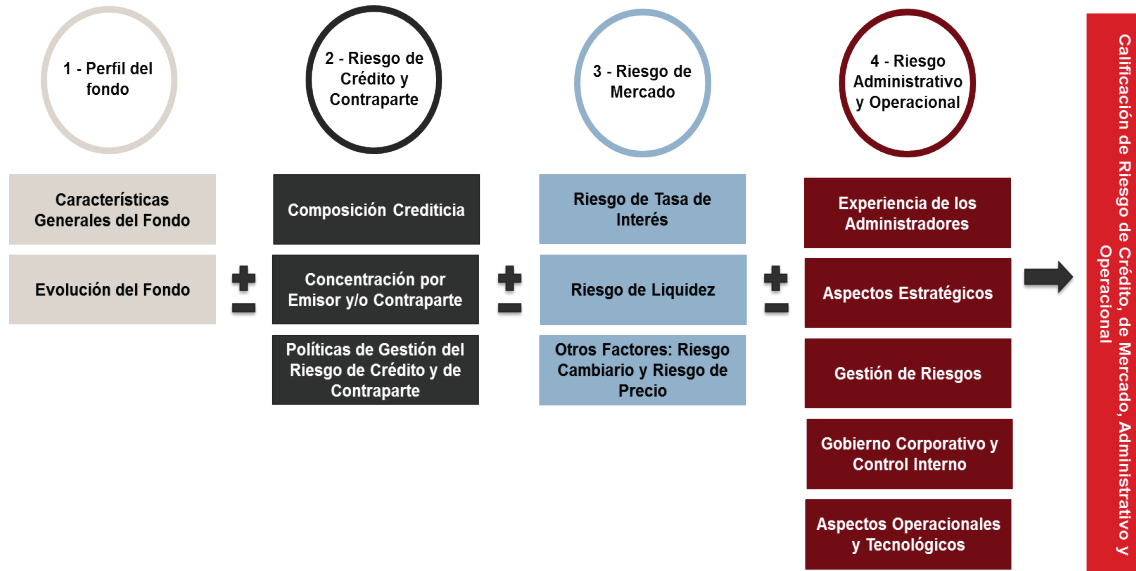 1 - Perfil del
fondo
Características
Generales del Fondo
Evolución del Fondo
2 - Riesgo de
Crédito y
Contraparte
Composición Crediticia
Concentración por
Emisor y/o Contraparte
Políticas de Gestión del
Riesgo de Crédito y de
Contraparte
3 - Riesgo de
Mercado
Riesgo de Tasa de
Interés
Riesgo de Liquidez
Otros Factores: Riesgo
Cambiario y Riesgo de
Precio
4 - Riesgo
Administrativo
y Operacional
Experiencia de los
Administradores
Aspectos Estratégicos
Gestión de Riesgos
Gobierno Corporativo y
Control Interno
Aspectos Operacionales
y Tecnológicos
Calificación de Riesgo de Crédito, de Mercado, Administrativo y
Operacional